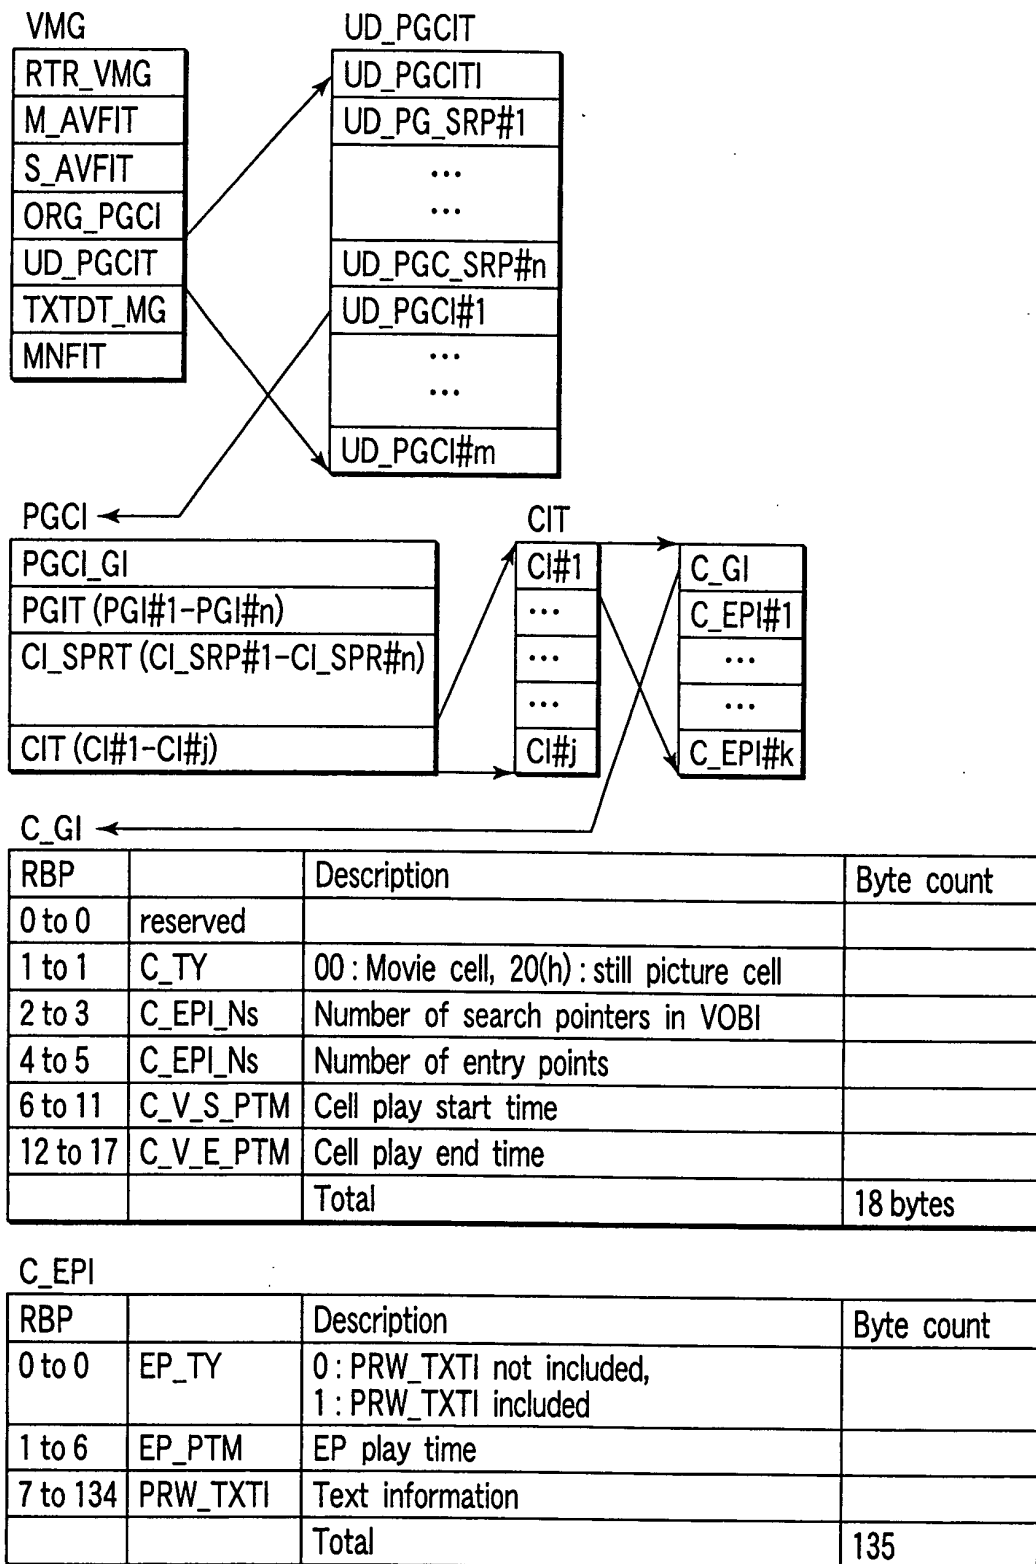 VMG
RTR_VMG
M_AVFIT
S_AVFIT
ORG_PGCI
UD_PGCIT
TXTDT_MG
MNFIT
UD_PGCIT
UD_PGCITI
UD_PG_SRP#1
...
...
UD_PGC_SRP#n
UD_PGCI#1
...
...
UD_PGCI#m
PGCI
PGCI_GI
PGIT (PGI#1-PGI#n)
CI_SPRT (CI_SRP#1-CI_SPR#n)
CIT (CI#1-CI#j)
CIT
CI#1
...
...
...
CI#j
C_GI
C_EPI#1
...
...
C_EPI#k
C_GI
RBP Description Byte count
0 to 0 reserved
1 to 1 C_TY 00 : Movie cell, 20(h) : still picture cell
2 to 3 C_EPI_Ns Number of search pointers in VOBI
4 to 5 C_EPI_Ns Number of entry points
6 to 11 C_V_S_PTM Cell play start time
12 to 17 C_V_E_PTM Cell play end time
Total 18 bytes
C_EPI
RBP Description Byte count
0 to 0 EP_TY 0 : PRW_TXTI not included,
1 : PRW_TXTI included
1 to 6 EP_PTM EP play time
7 to 134 PRW_TXTI Text information
Total 135